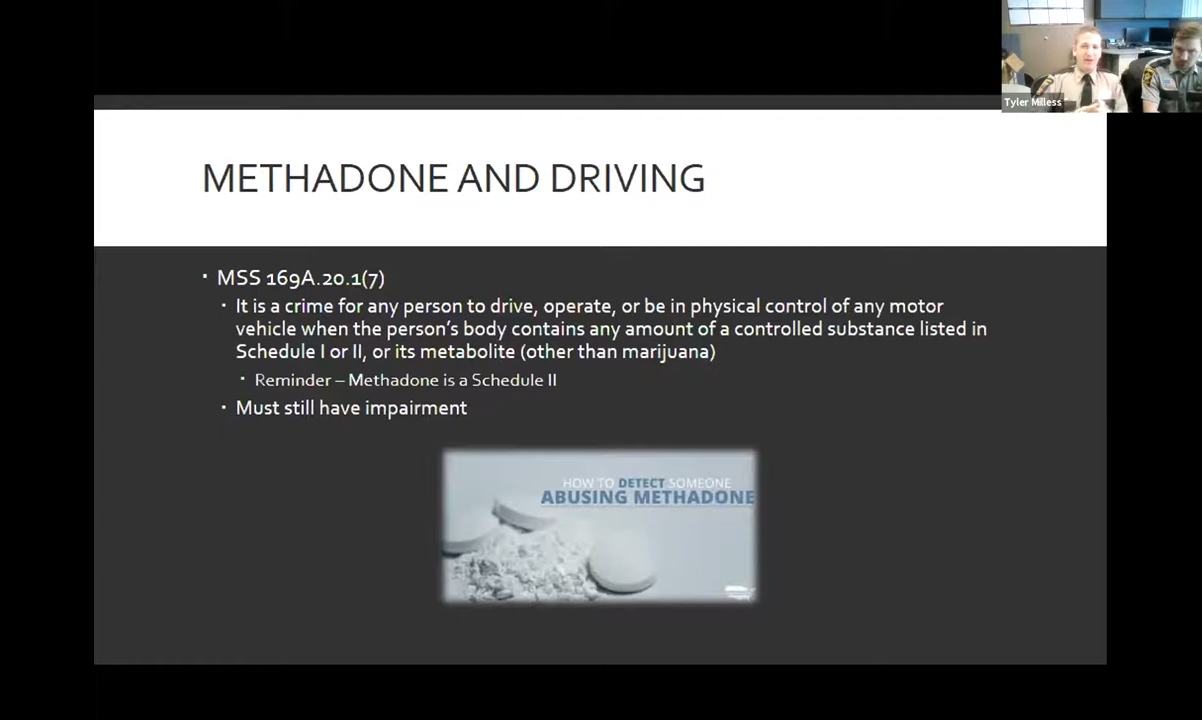 Tyler Milless
METHADONE AND DRIVING
MSS 169A.20.1(7)
It is a crime for any person to drive, operate, or be in physical control of any motor
vehicle when the person's body contains any amount of a controlled substance listed in
Schedule I or II, or its metabolite (other than marijuana)
Reminder – Methadone is a Schedule II
Must still have impairment
HOW TO DETECT SOMEONE
ABUSING METHADONE